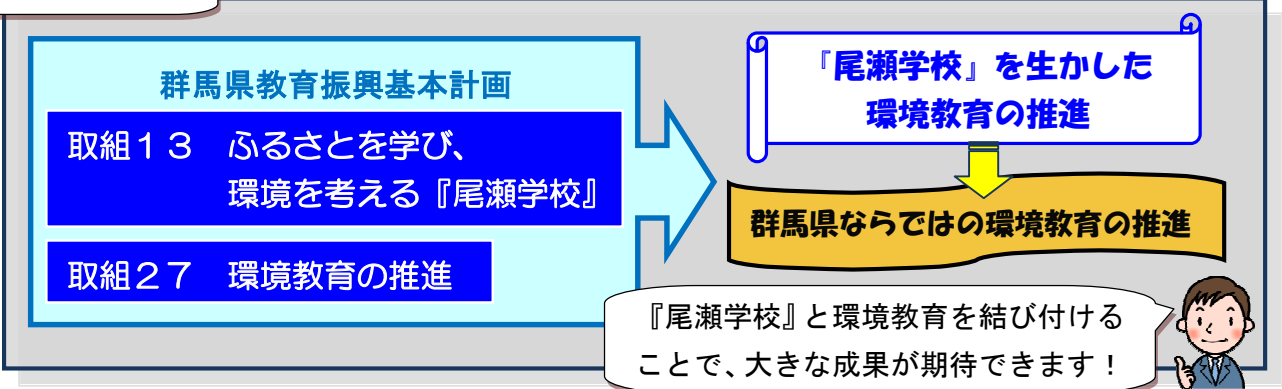 群馬県教育振興基本計画
取組13　ふるさとを学び、
環境を考える『尾瀬学校』
取組27　環境教育の推進
『尾瀬学校』を生かした
環境教育の推進
群馬県ならではの環境教育の推進
『尾瀬学校』と環境教育を結び付ける
ことで、大きな成果が期待できます！